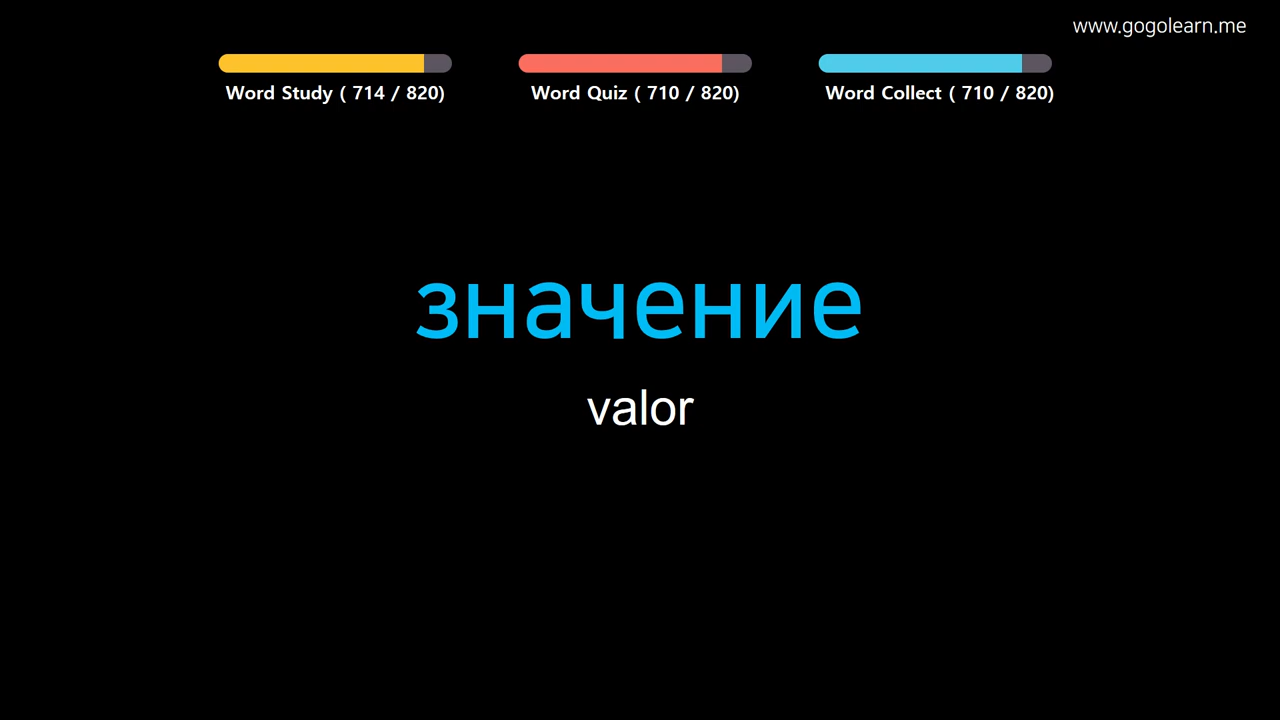 www.gogolearn.me
Word Study ( 714 / 820)
Word Quiz ( 710 / 820)
Word Collect ( 710 / 820)
значение
valor